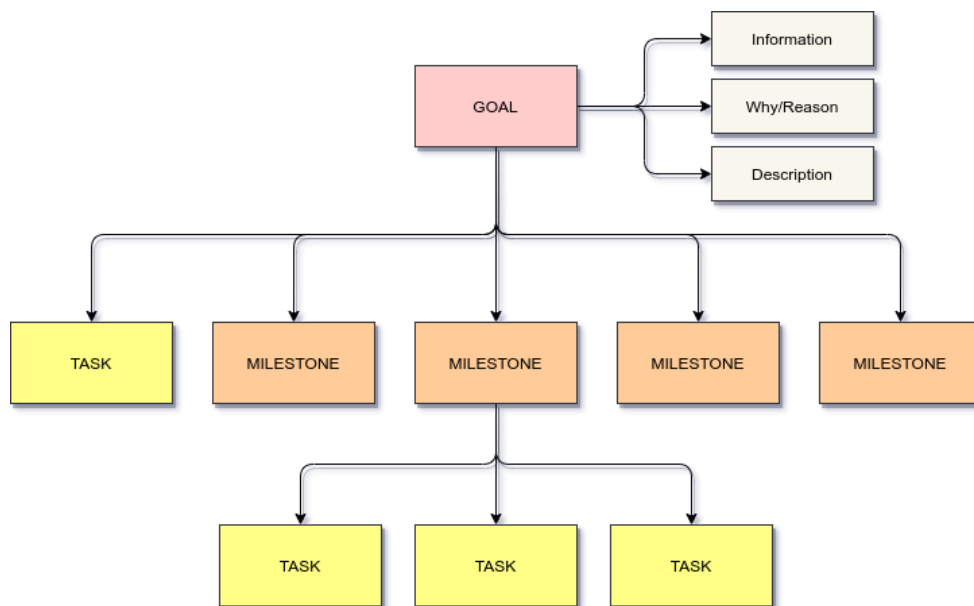 Information
GOAL
Why/Reason
Description
TASK
MILESTONE
MILESTONE
MILESTONE
MILESTONE
TASK
TASK
TASK